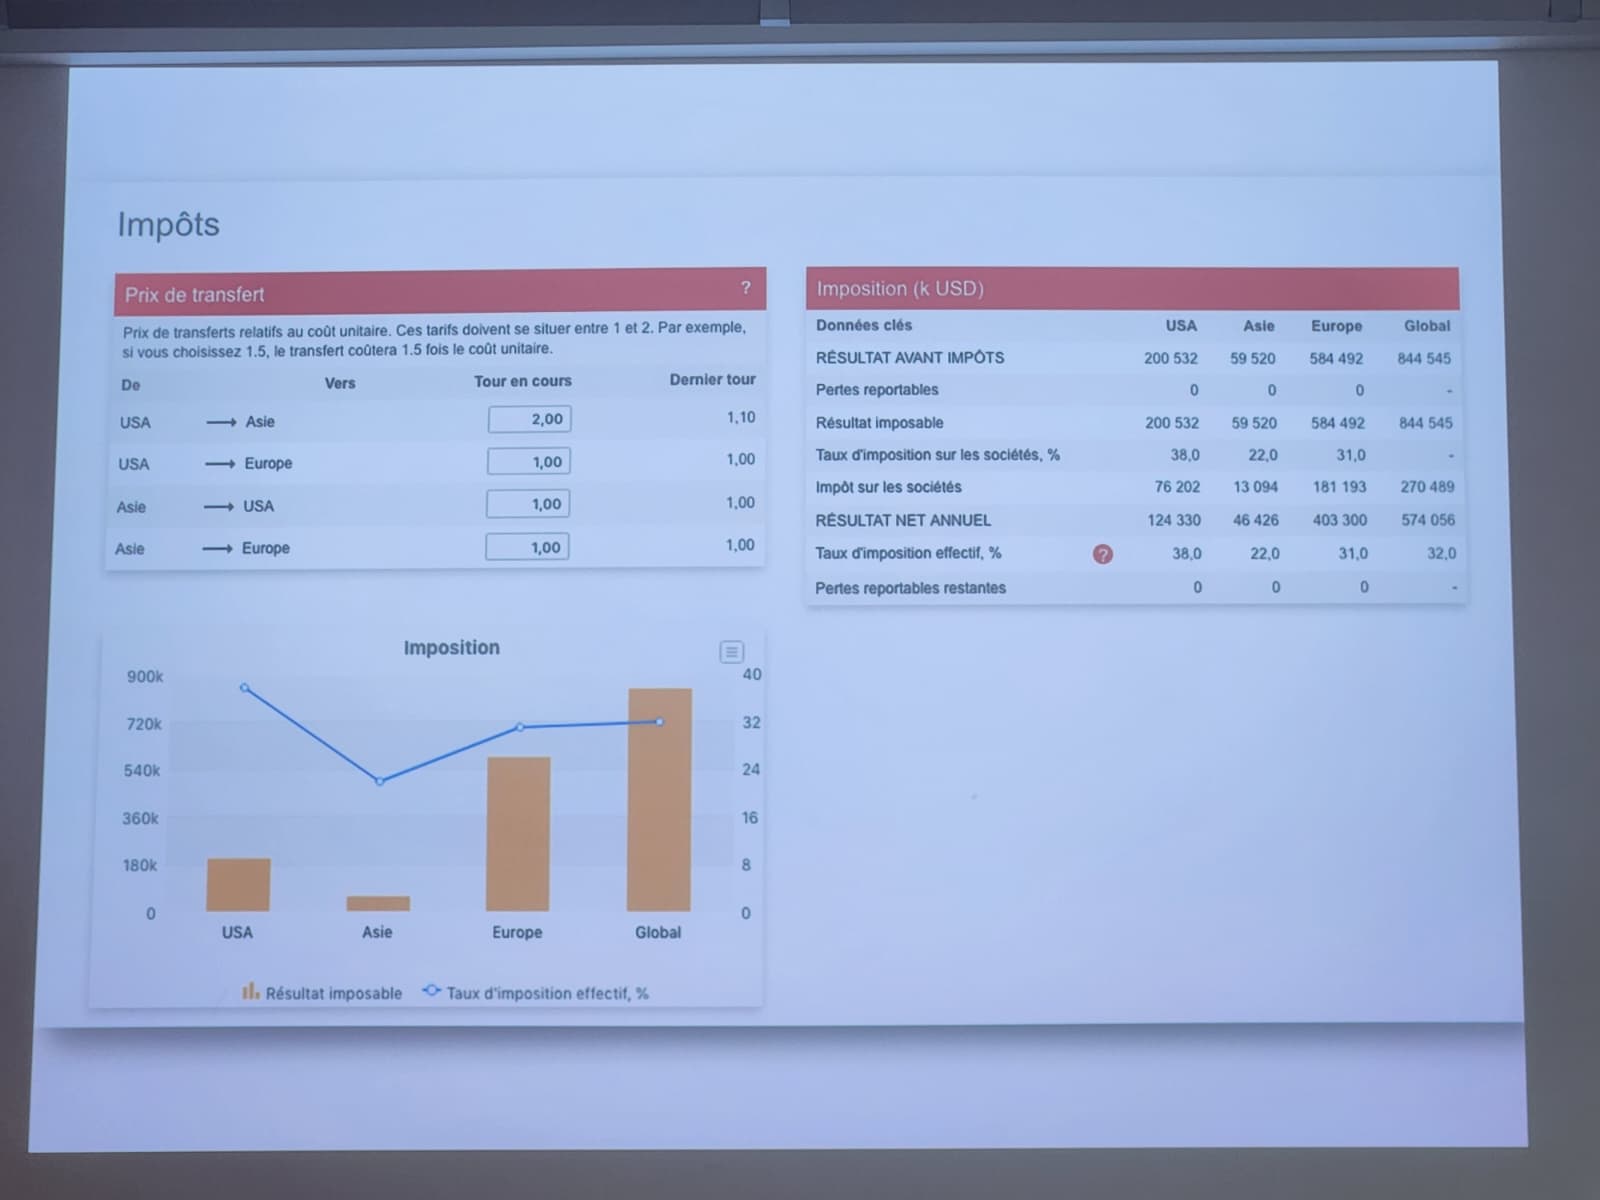 Impôts
Prix de transfert ?
Prix de transferts relatifs au coût unitaire. Ces tarifs doivent se situer entre 1 et 2. Par exemple,
si vous choisissez 1.5, le transfert coûtera 1.5 fois le coût unitaire.
De Vers Tour en cours Dernier tour
USA Asie 2,00 1,10
USA Europe 1,00 1,00
Asie USA 1,00 1,00
Asie Europe 1,00 1,00
Imposition (k USD)
Données clés USA Asie Europe Global
RÉSULTAT AVANT IMPÔTS 200 532 59 520 584 492 844 545
Pertes reportables 0 0 0 -
Résultat imposable 200 532 59 520 584 492 844 545
Taux d'imposition sur les sociétés, % 38,0 22,0 31,0 -
Impôt sur les sociétés 76 202 13 094 181 193 270 489
RÉSULTAT NET ANNUEL 124 330 46 426 403 300 574 056
Taux d'imposition effectif, % ? 38,0 22,0 31,0 32,0
Pertes reportables restantes 0 0 0 -
Imposition
900k 40
720k 32
540k 24
360k 16
180k 8
0 0
USA Asie Europe Global
Résultat imposable Taux d'imposition effectif, %